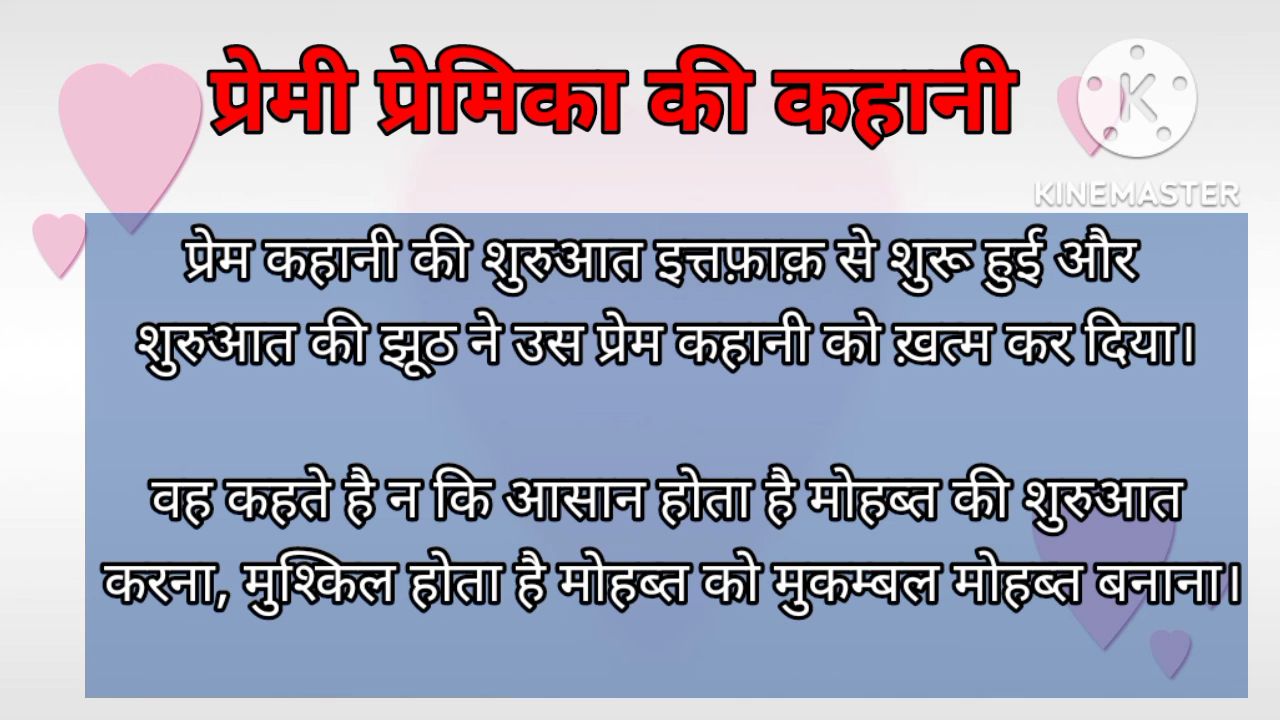 प्रेमी प्रेमिका की कहानी
KINEMASTER
प्रेम कहानी की शुरुआत इत्तफ़ाक़ से शुरू हुई और
शुरुआत की झूठ ने उस प्रेम कहानी को ख़त्म कर दिया।
वह कहते है न कि आसान होता है मोहब्त की शुरुआत
करना, मुश्किल होता है मोहब्त को मुकम्बल मोहब्त बनाना।